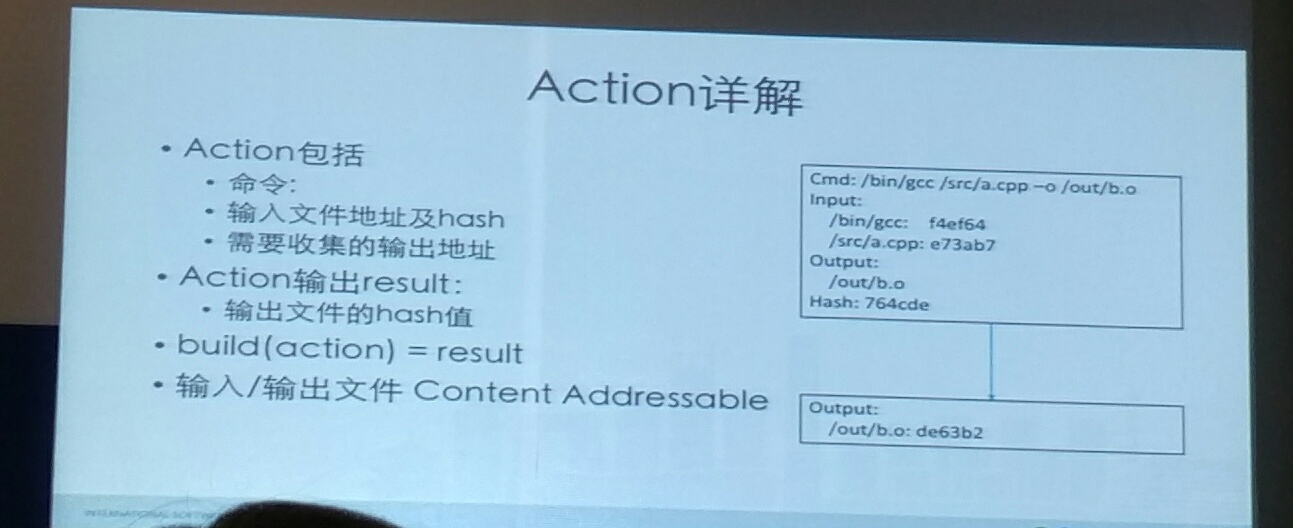 Action详解
• Action包括
• 命令:
• 输入文件地址及hash
• 需要收集的输出地址
• Action输出result:
• 输出文件的hash值
• build(action) = result
• 输入/输出文件 Content Addressable
Cmd: /bin/gcc /src/a.cpp –o /out/b.o
Input:
/bin/gcc: f4ef64
/src/a.cpp: e73ab7
Output:
/out/b.o
Hash: 764cde
Output:
/out/b.o: de63b2
INTERNATIONAL